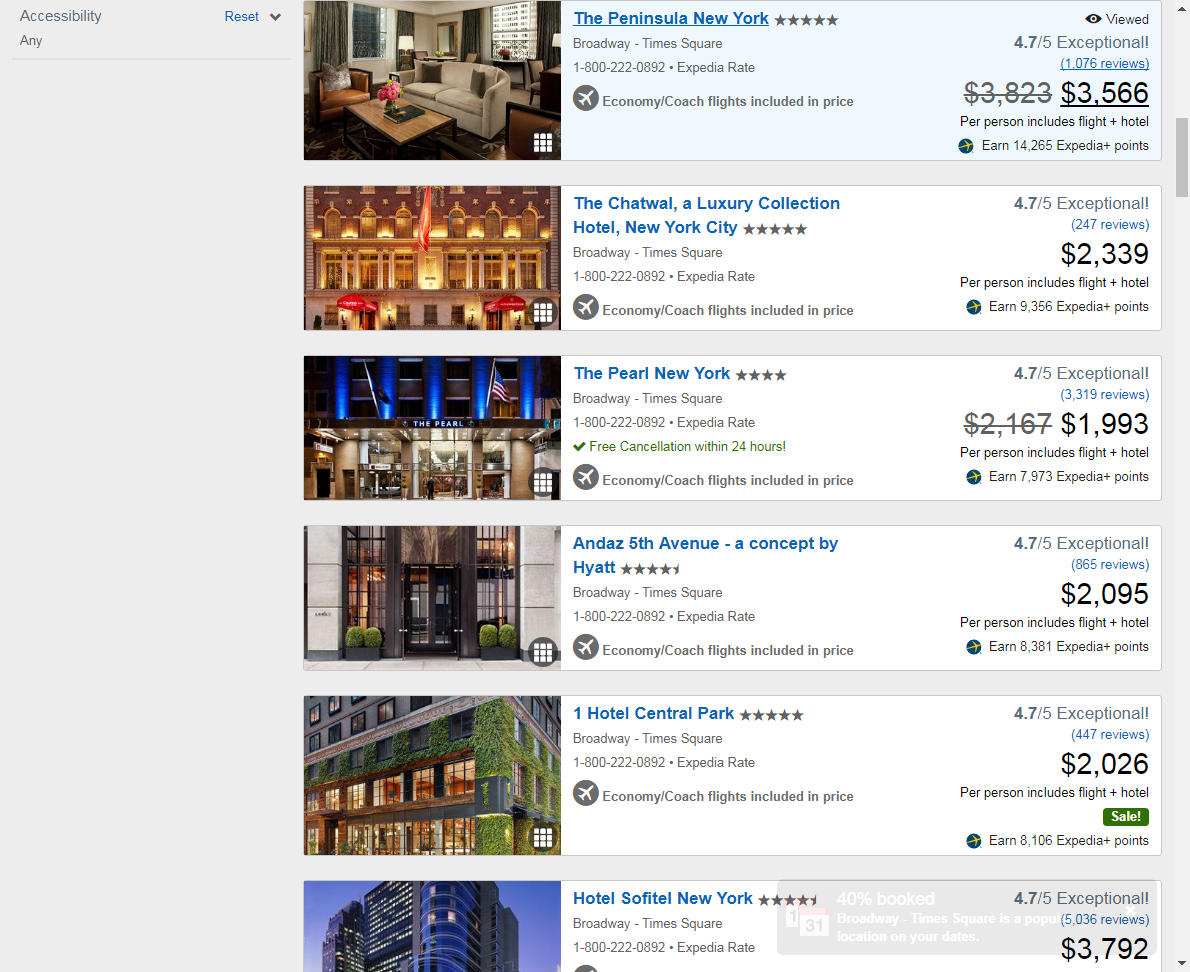 Accessibility
Reset
Any
The Peninsula New York
Viewed
Broadway - Times Square
4.7/5 Exceptional!
1-800-222-0892 • Expedia Rate
(1,076 reviews)
$3,823 $3,566
Economy/Coach flights included in price
Per person includes flight + hotel
Earn 14,265 Expedia+ points
The Chatwal, a Luxury Collection
Hotel, New York City
4.7/5 Exceptional!
(247 reviews)
Broadway - Times Square
$2,339
1-800-222-0892 • Expedia Rate
Per person includes flight + hotel
Economy/Coach flights included in price
Earn 9,356 Expedia+ points
The Pearl New York
4.7/5 Exceptional!
(3,319 reviews)
Broadway - Times Square
$2,167 $1,993
1-800-222-0892 • Expedia Rate
THE PEARL
Free Cancellation within 24 hours!
Per person includes flight + hotel
Economy/Coach flights included in price
Earn 7,973 Expedia+ points
Andaz 5th Avenue - a concept by
Hyatt
4.7/5 Exceptional!
(865 reviews)
Broadway - Times Square
$2,095
1-800-222-0892 • Expedia Rate
Per person includes flight + hotel
Economy/Coach flights included in price
Earn 8,381 Expedia+ points
1 Hotel Central Park
4.7/5 Exceptional!
(447 reviews)
Broadway - Times Square
$2,026
1-800-222-0892 • Expedia Rate
Per person includes flight + hotel
Economy/Coach flights included in price
Sale!
Earn 8,106 Expedia+ points
Hotel Sofitel New York
4.7/5 Exceptional!
(5,036 reviews)
Broadway - Times Square
$3,792
1-800-222-0892 • Expedia Rate
40% booked
Broadway - Times Square is a
location on your dates.
1
31